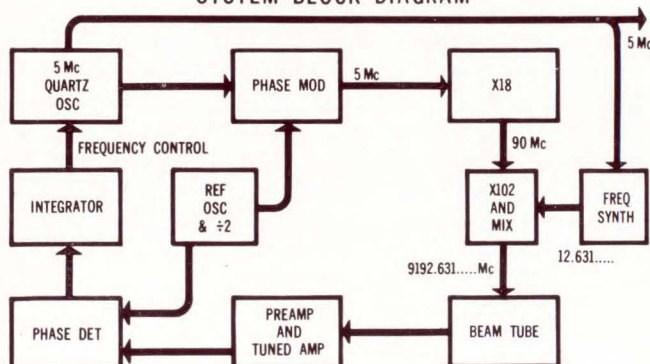 SYSTEM BLOCK DIAGRAM
5 Mc
5 Mc
QUARTZ
OSC
PHASE MOD
5 Mc
X18
FREQUENCY CONTROL
90 Mc
INTEGRATOR
REF
OSC
& ÷2
X102
AND
MIX
FREQ
SYNTH
9192.631.....Mc
12.631.....
PHASE DET
PREAMP
AND
TUNED AMP
BEAM TUBE